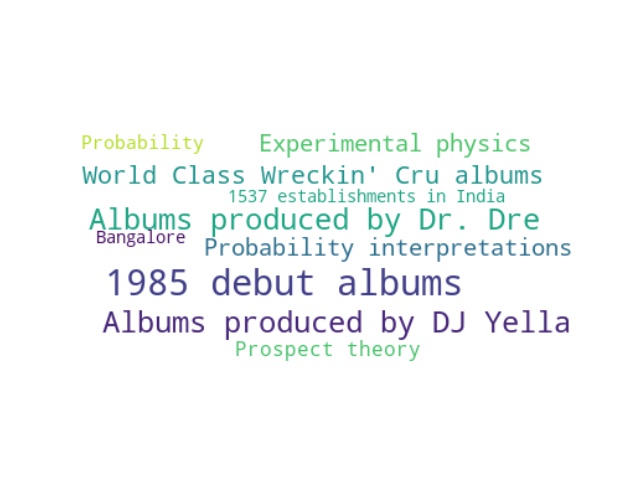 Probability
Experimental physics
World Class Wreckin' Cru albums
1537 establishments in India
Albums produced by Dr. Dre
Bangalore
Probability interpretations
1985 debut albums
Albums produced by DJ Yella
Prospect theory